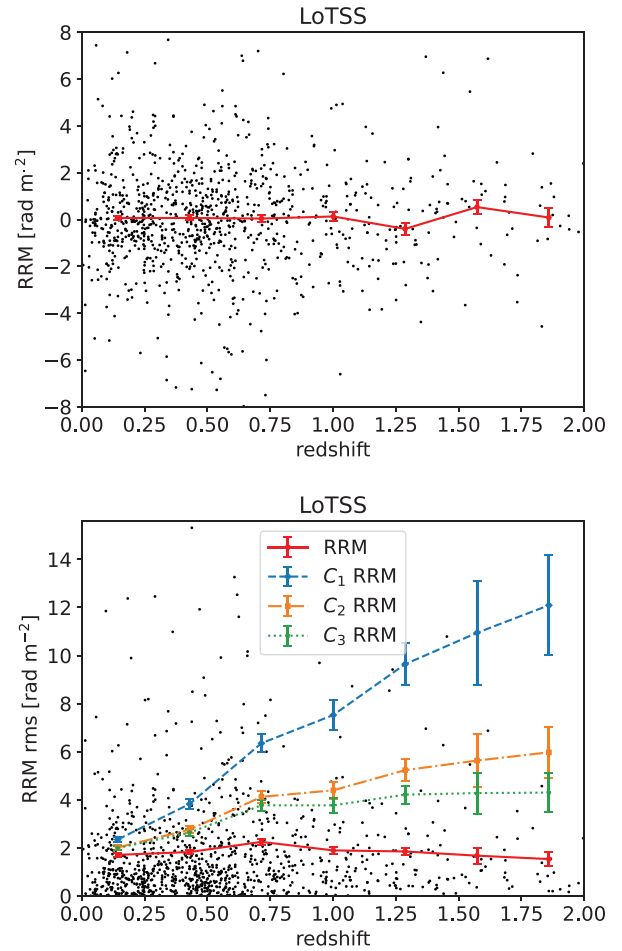 LoTSS
8
6
4
2
0
−2
−4
−6
−8
RRM [rad m⁻²]
0.00 0.25 0.50 0.75 1.00 1.25 1.50 1.75 2.00
redshift
LoTSS
RRM
C₁ RRM
C₂ RRM
C₃ RRM
14
12
10
8
6
4
2
0
RRM rms [rad m⁻²]
0.00 0.25 0.50 0.75 1.00 1.25 1.50 1.75 2.00
redshift